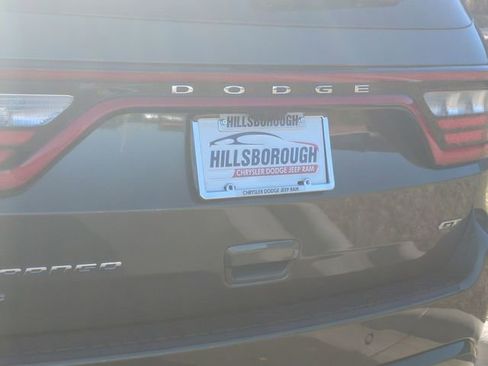 DODGE
HILLSBOROUGH
HILLSBOROUGH
CHRYSLER DODGE JEEP RAM
CHRYSLER DODGE JEEP RAM
GT